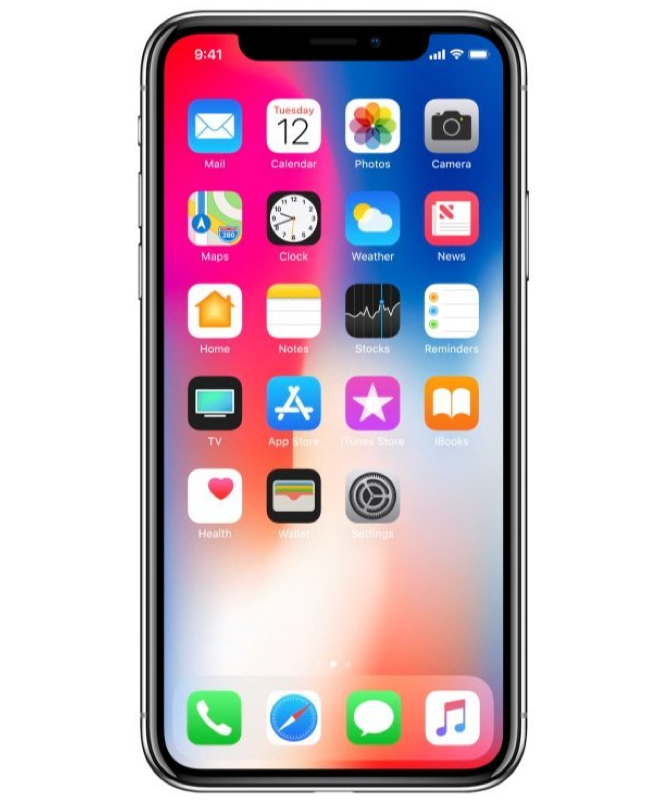 9:41
Tuesday
12
Mail Calendar Photos Camera
280
Maps Clock Weather News
Home Notes Stocks Reminders
TV App Store iTunes Store iBooks
Health Wallet Settings